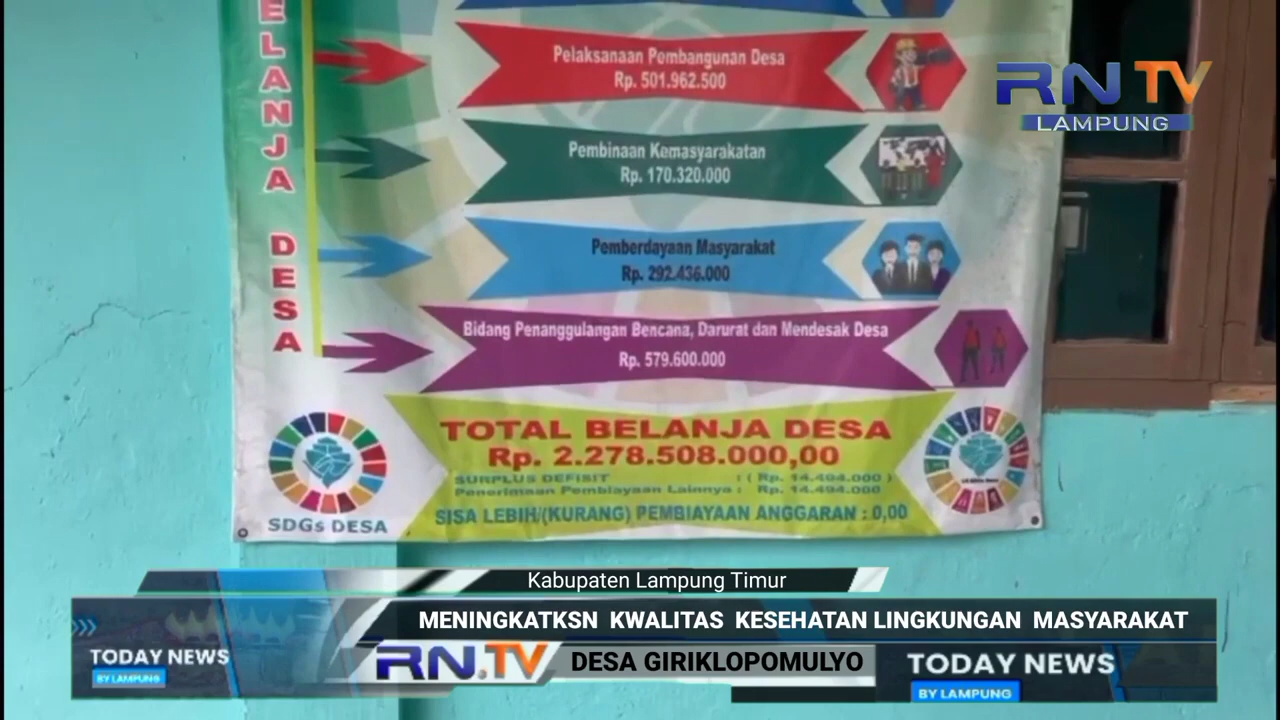 BELANJA DESA
Pelaksanaan Pembangunan Desa
Rp. 501.962.500
Pembinaan Kemasyarakatan
Rp. 170.320.000
Pemberdayaan Masyarakat
Rp. 292.436.000
Bidang Penanggulangan Bencana, Darurat dan Mendesak Desa
Rp. 579.600.000
TOTAL BELANJA DESA
Rp. 2.278.508.000,00
SURPLUS DEFISIT : ( Rp. 14.494.000 )
Penerimaan Pembiayaan Lainnya : Rp. 14.494.000
SISA LEBIH/(KURANG) PEMBIAYAAN ANGGARAN : 0,00
SDGs DESA
RN TV
LAMPUNG
Kabupaten Lampung Timur
MENINGKATKSN KWALITAS KESEHATAN LINGKUNGAN MASYARAKAT
TODAY NEWS
BY LAMPUNG
RN.TV
DESA GIRIKLOPOMULYO
TODAY NEWS
BY LAMPUNG